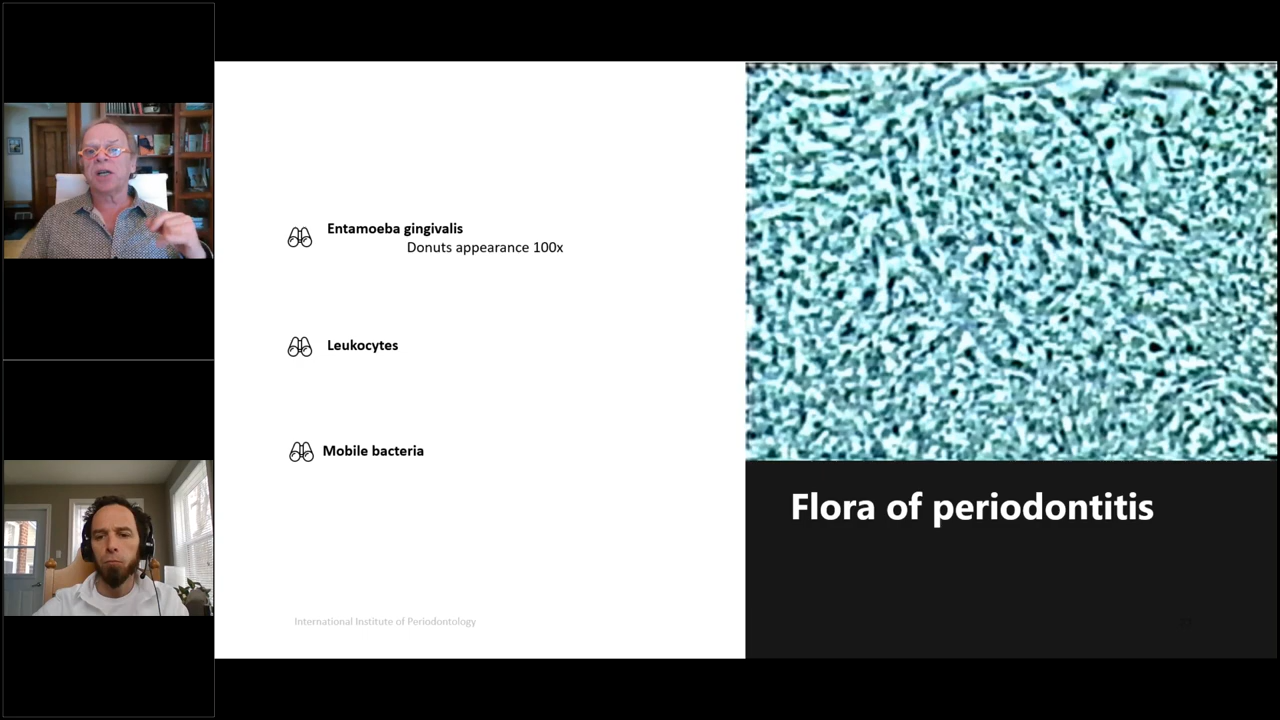 Entamoeba gingivalis
Donuts appearance 100x
Leukocytes
Mobile bacteria
Flora of periodontitis
International Institute of Periodontology